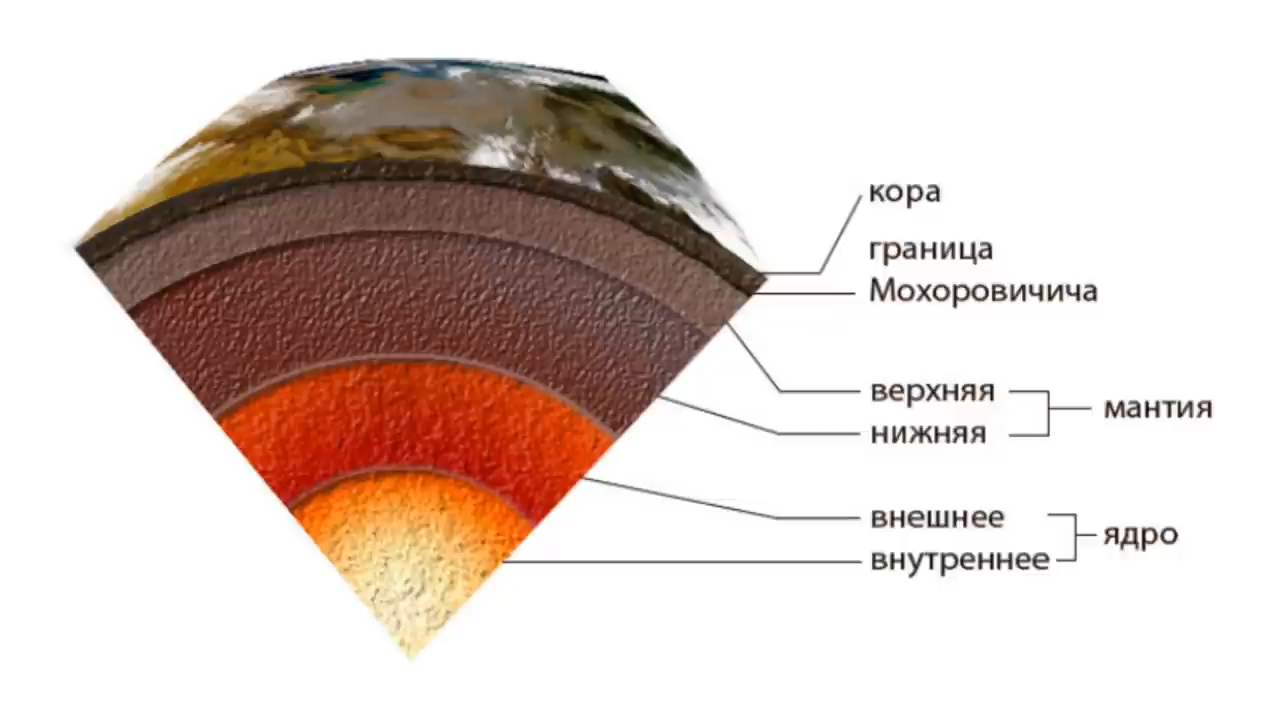 кора
граница
Мохоровичича
верхняя
нижняя
мантия
внешнее
внутреннее
ядро